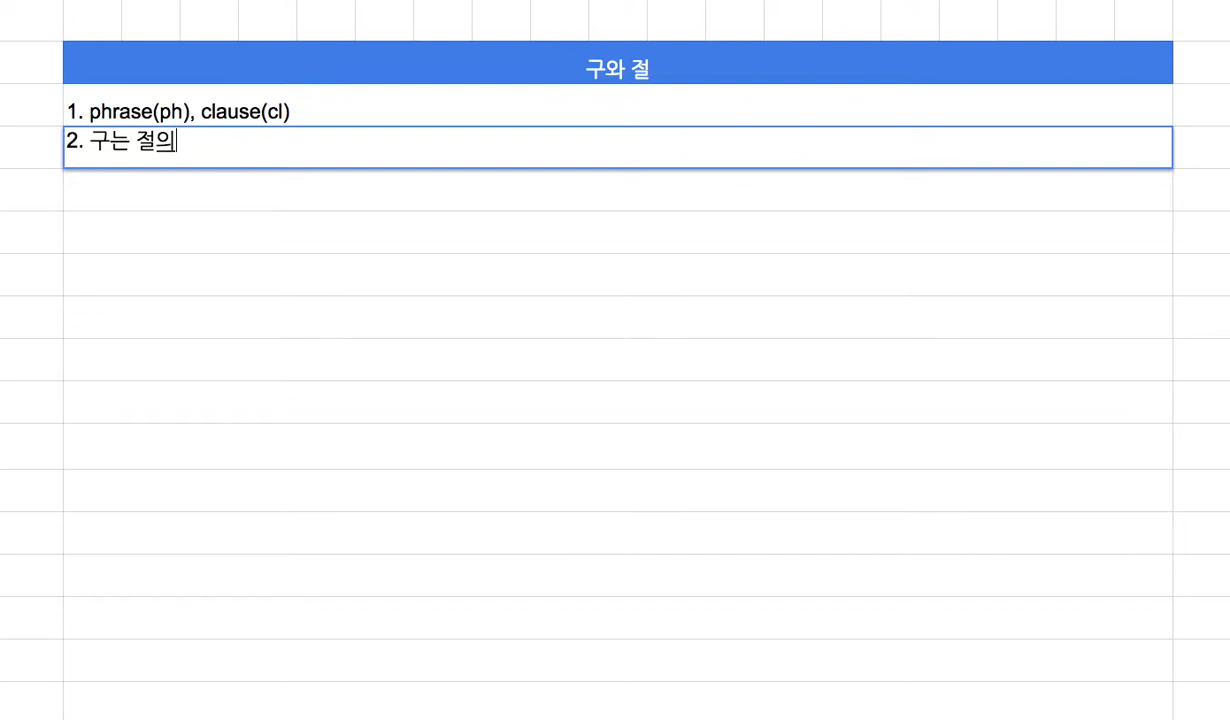 구와 절
1. phrase(ph), clause(cl)
2. 구는 절의